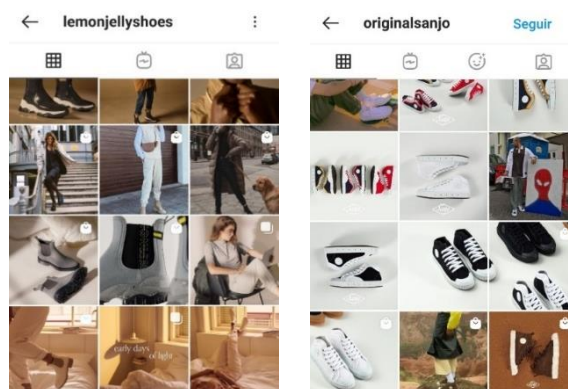 lemonjellyshoes
early days
of light
originalsanjo
Seguir